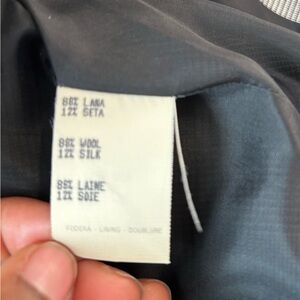 88% LANA
12% SETA
88% WOOL
12% SILK
88% LAINE
12% SOIE
FODERA - LINING - DOUBLURE